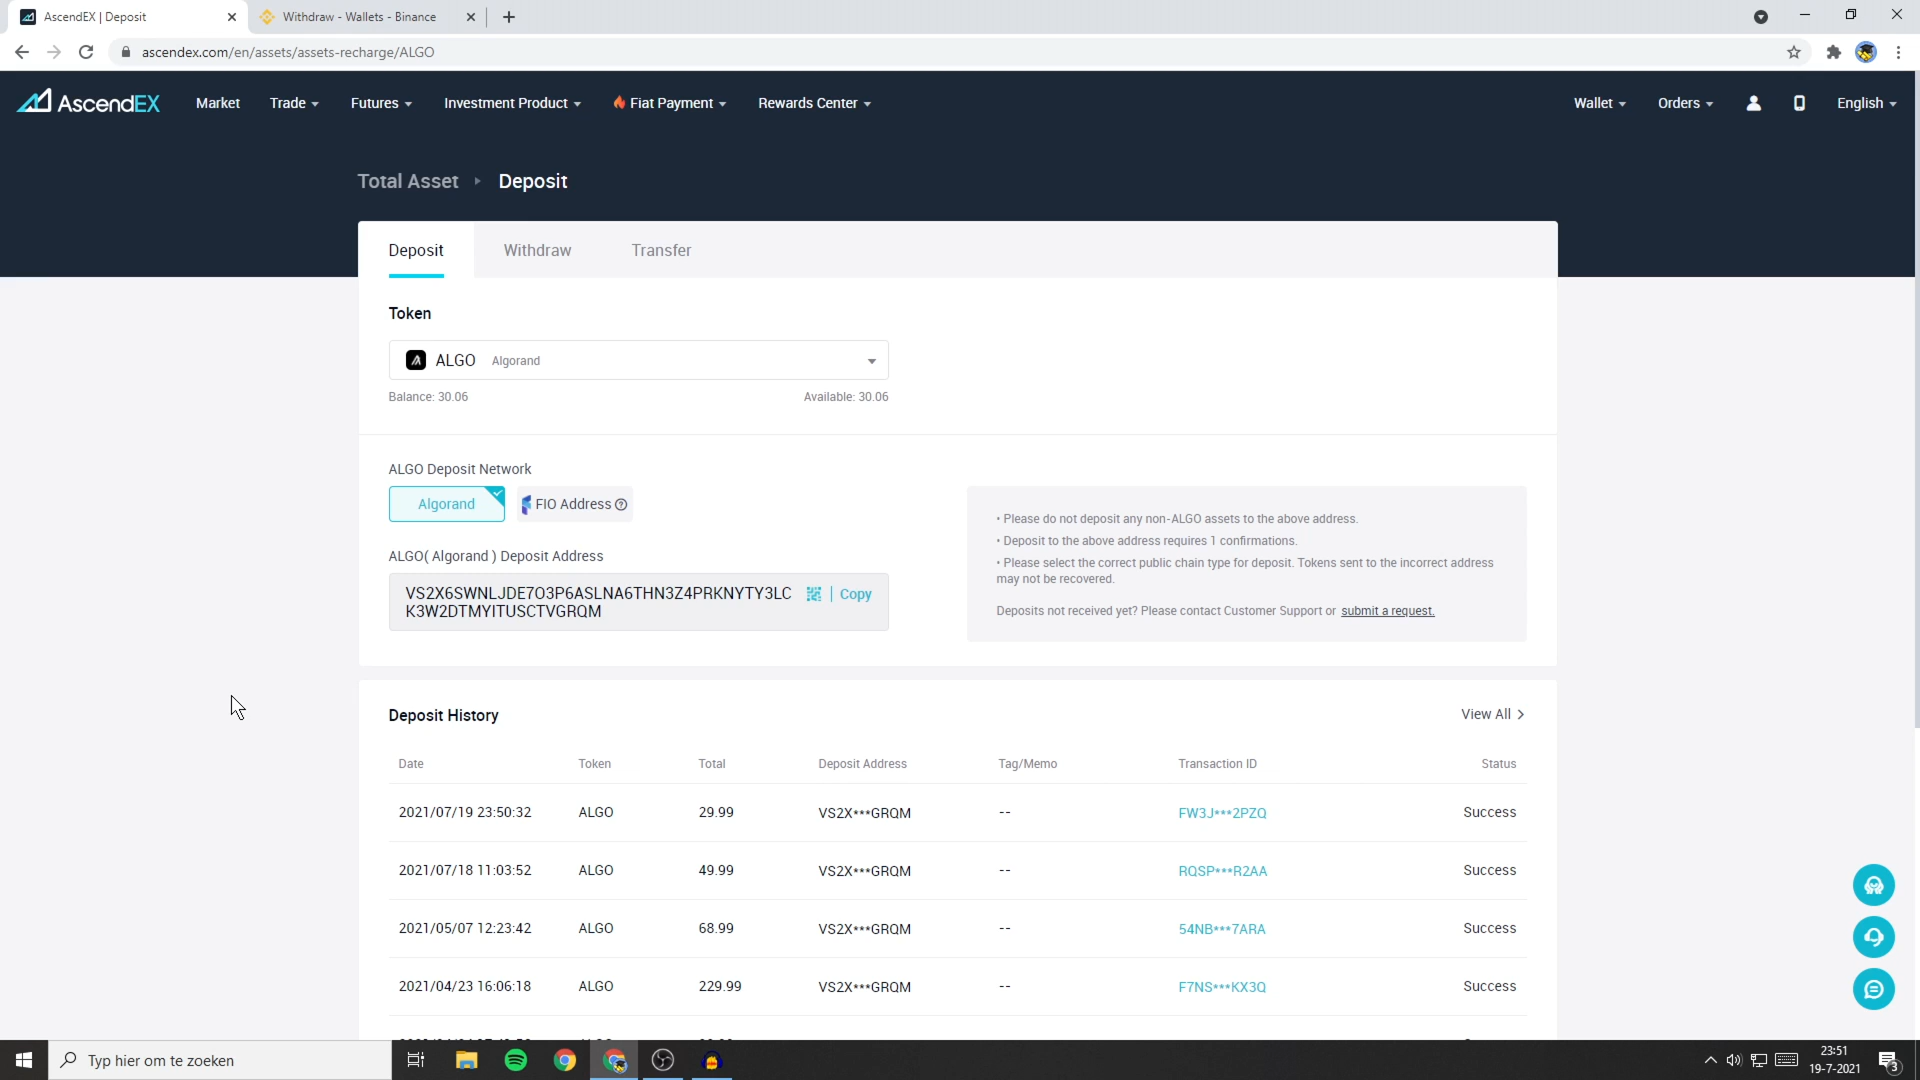 AscendEX | Deposit
Withdraw - Wallets - Binance
ascendex.com/en/assets/assets-recharge/ALGO
AscendEX Market Trade Futures Investment Product Fiat Payment Rewards Center Wallet Orders English
Total Asset Deposit
Deposit Withdraw Transfer
Token
ALGO Algorand
Balance: 30.06 Available: 30.06
ALGO Deposit Network
Algorand FIO Address
ALGO( Algorand ) Deposit Address
VS2X6SWNLJDE7O3P6ASLNA6THN3Z4PRKNYTY3LC Copy
K3W2DTMYITUSCTVGRQM
• Please do not deposit any non-ALGO assets to the above address.
• Deposit to the above address requires 1 confirmations.
• Please select the correct public chain type for deposit. Tokens sent to the incorrect address
may not be recovered.
Deposits not received yet? Please contact Customer Support or submit a request.
Deposit History View All
Date Token Total Deposit Address Tag/Memo Transaction ID Status
2021/07/19 23:50:32 ALGO 29.99 VS2X***GRQM -- FW3J***2PZQ Success
2021/07/18 11:03:52 ALGO 49.99 VS2X***GRQM -- RQSP***R2AA Success
2021/05/07 12:23:42 ALGO 68.99 VS2X***GRQM -- 54NB***7ARA Success
2021/04/23 16:06:18 ALGO 229.99 VS2X***GRQM -- F7NS***KX3Q Success
Typ hier om te zoeken
23:51
19-7-2021
3